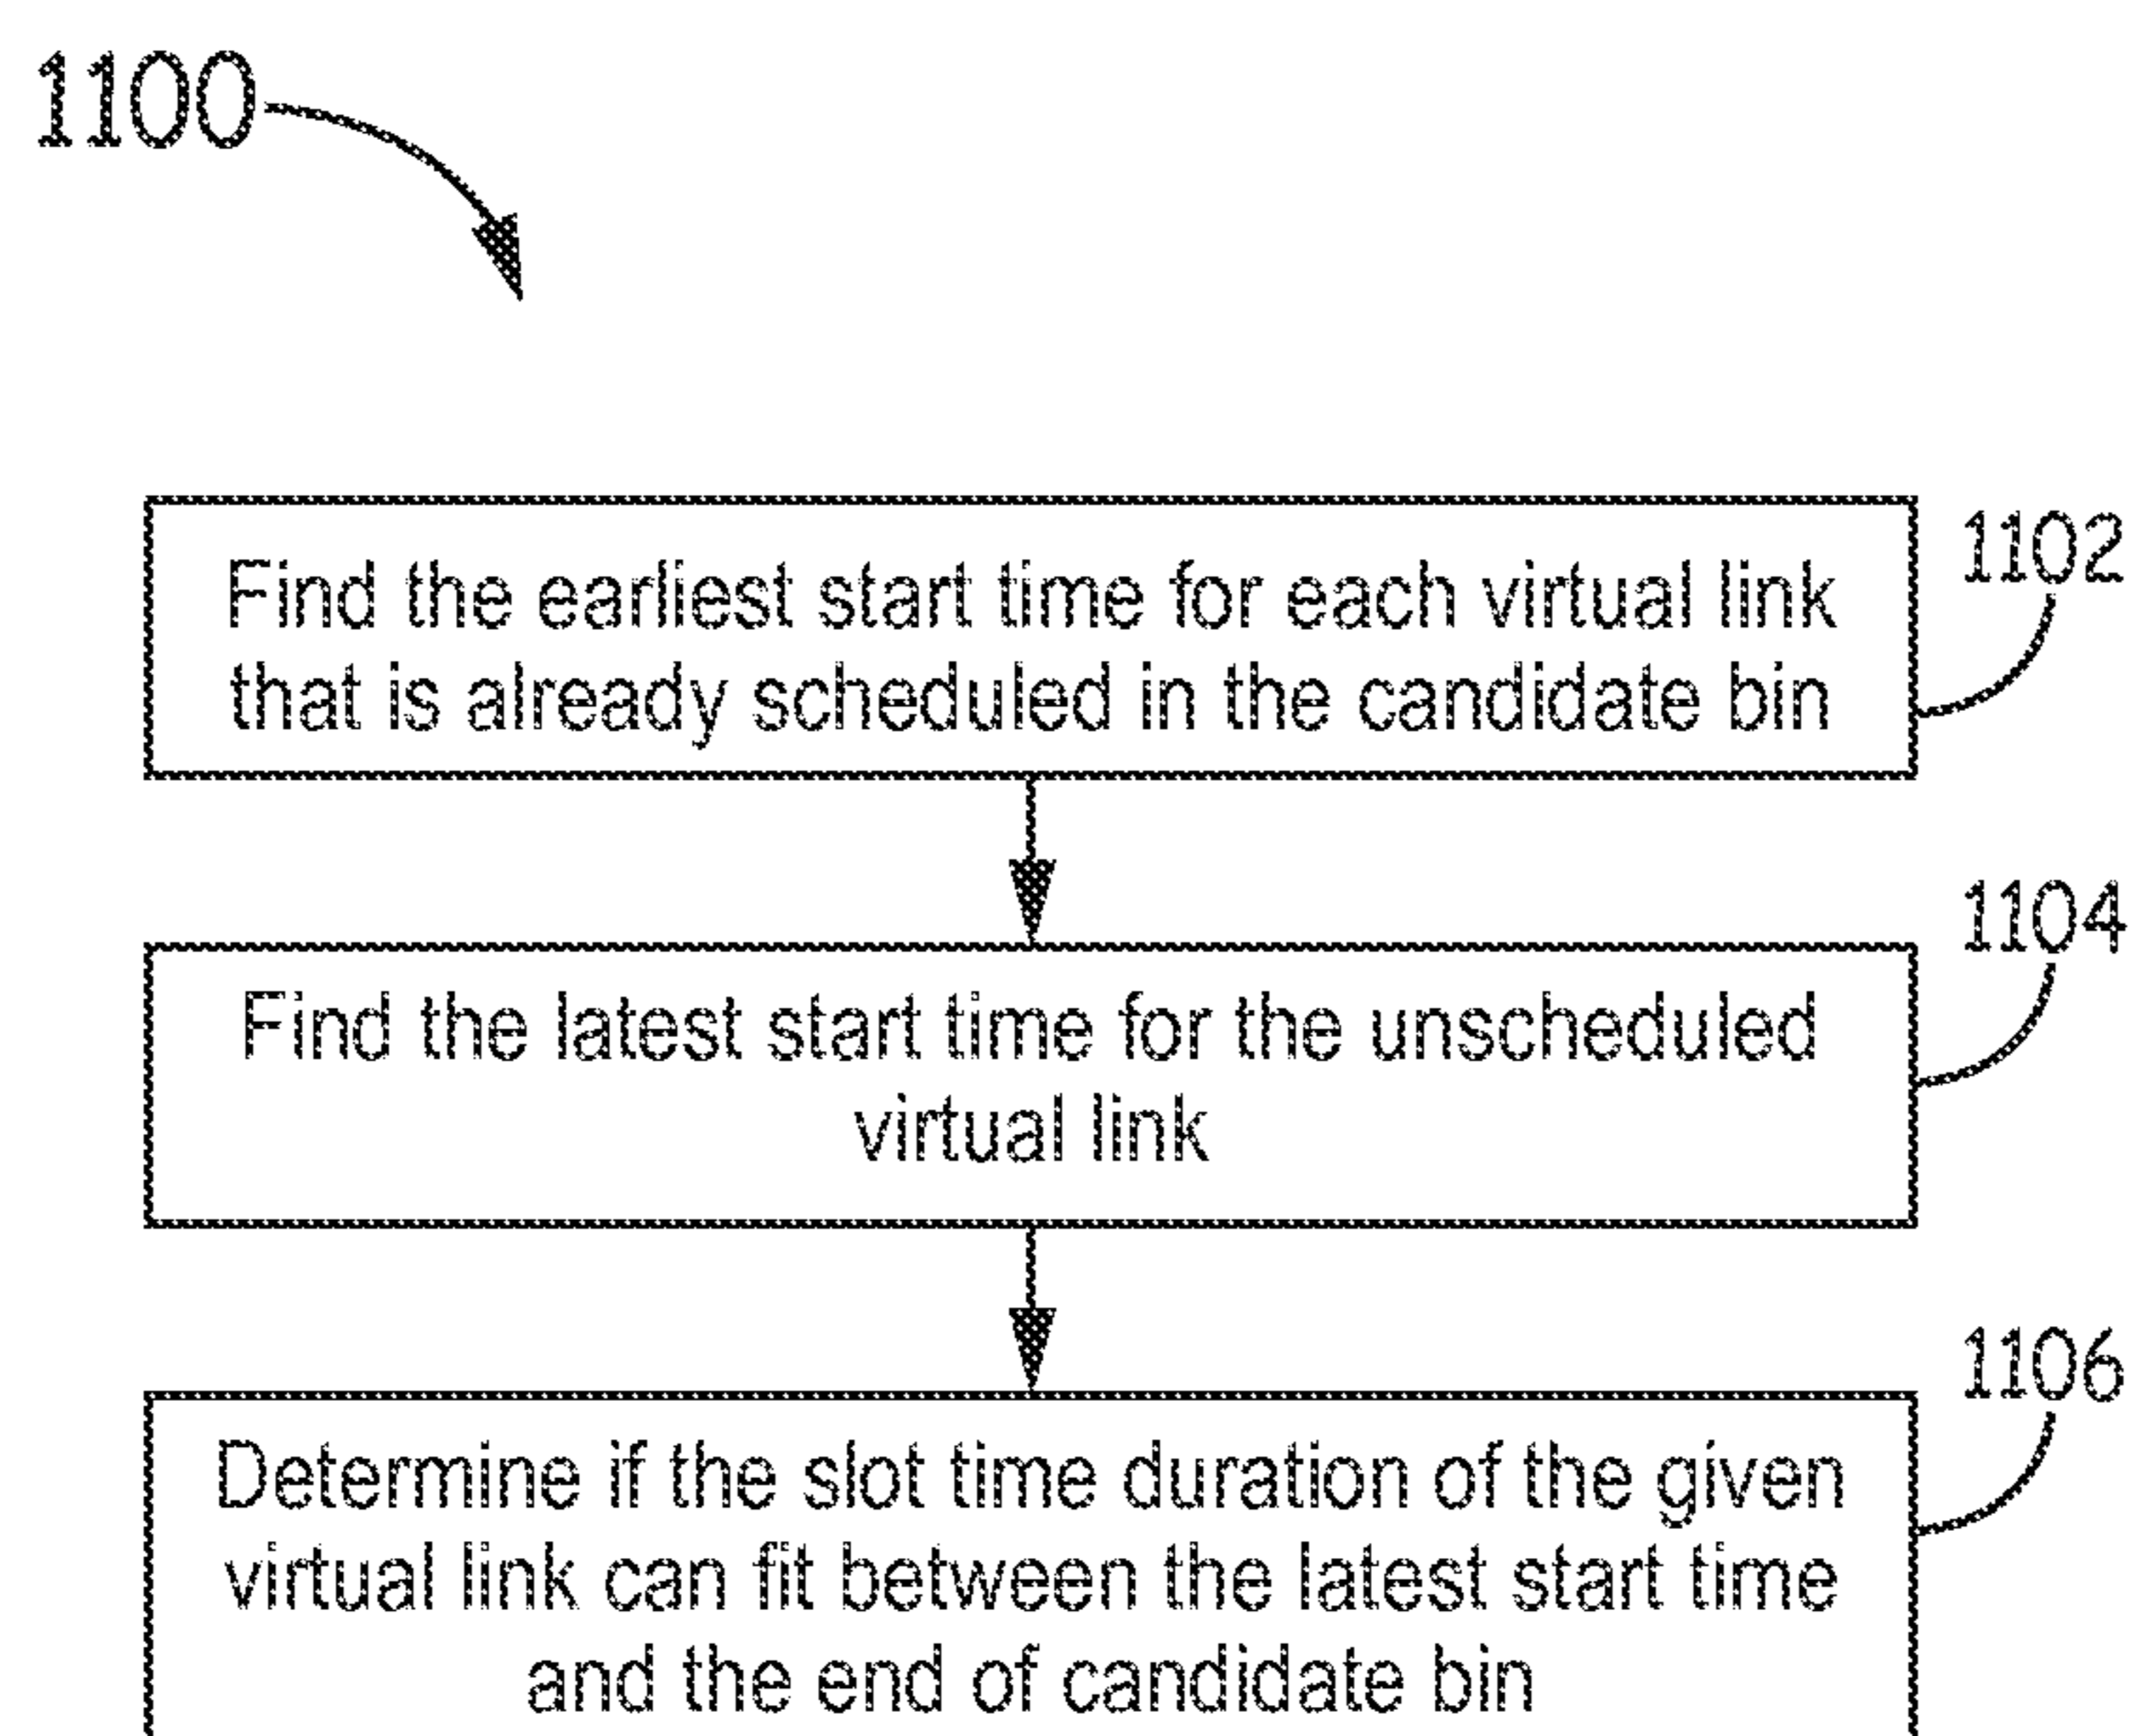 1100
Find the earliest start time for each virtual link
that is already scheduled in the candidate bin
1102
Find the latest start time for the unscheduled
virtual link
1104
Determine if the slot time duration of the given
virtual link can fit between the latest start time
and the end of candidate bin
1106